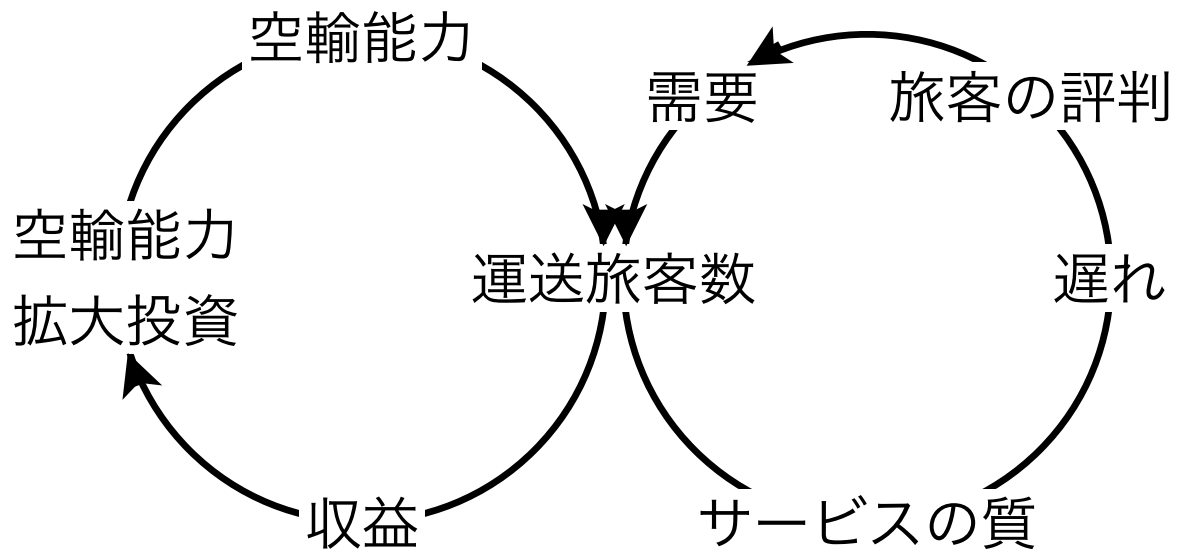 空輸能力
需要
旅客の評判
空輸能力
拡大投資
運送旅客数
遅れ
収益
サービスの質